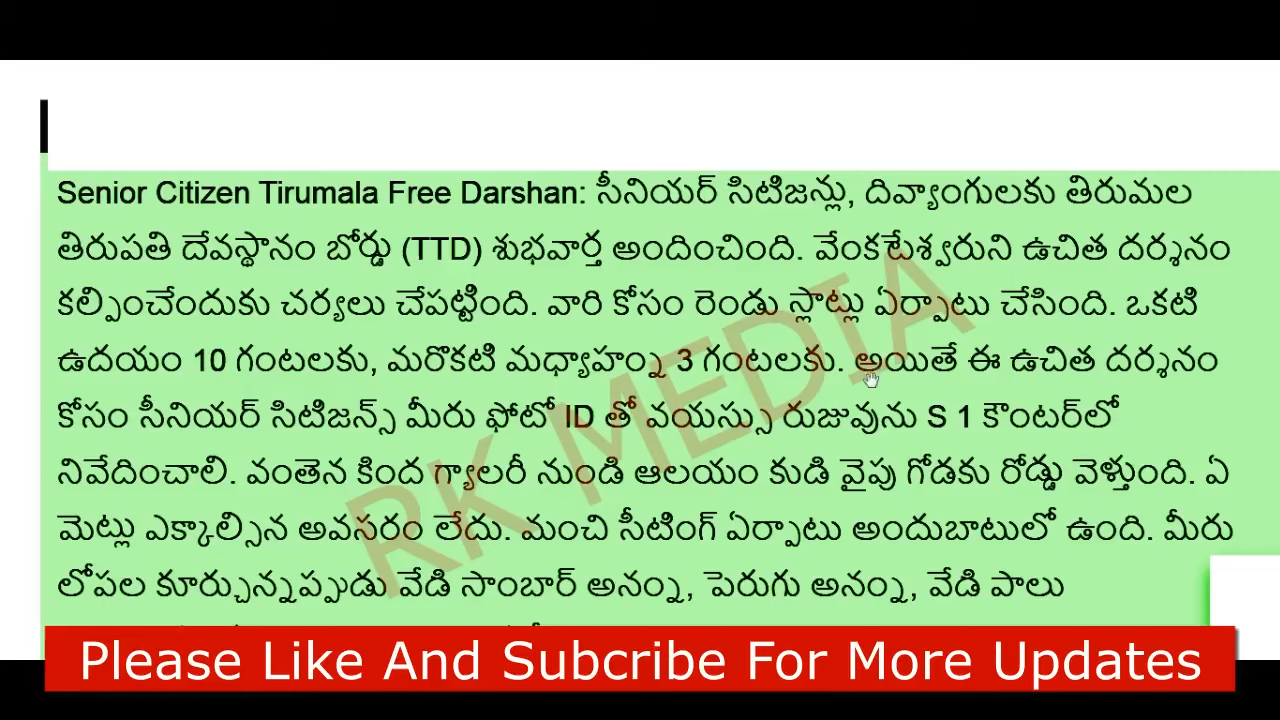 Senior Citizen Tirumala Free Darshan: సీనియర్ సిటిజన్లు, దివ్యాంగులకు తిరుమల
తిరుపతి దేవస్థానం బోర్డు (TTD) శుభవార్త అందించింది. వేంకటేశ్వరుని ఉచిత దర్శనం
కల్పించేందుకు చర్యలు చేపట్టింది. వారి కోసం రెండు స్లాట్లు ఏర్పాటు చేసింది. ఒకటి
ఉదయం 10 గంటలకు, మరొకటి మధ్యాహం్న 3 గంటలకు. అయితే ఈ ఉచిత దర్శనం
కోసం సీనియర్ సిటిజన్స్ మీరు ఫోటో ID తో వయస్సు రుజువును S 1 కౌంటర్‌లో
నివేదించాలి. వంతెన కింద గ్యాలరీ నుండి ఆలయం కుడి వైపు గోడకు రోడ్డు వెళ్తుంది. ఏ
మెట్లు ఎక్కాల్సిన అవసరం లేదు. మంచి సీటింగ్ ఏర్పాటు అందుబాటులో ఉంది. మీరు
లోపల కూర్చున్నప్పుడు వేడి సాంబార్ అనం్న, పెరుగు అనం్న, వేడి పాలు
RK MEDIA
Please Like And Subcribe For More Updates